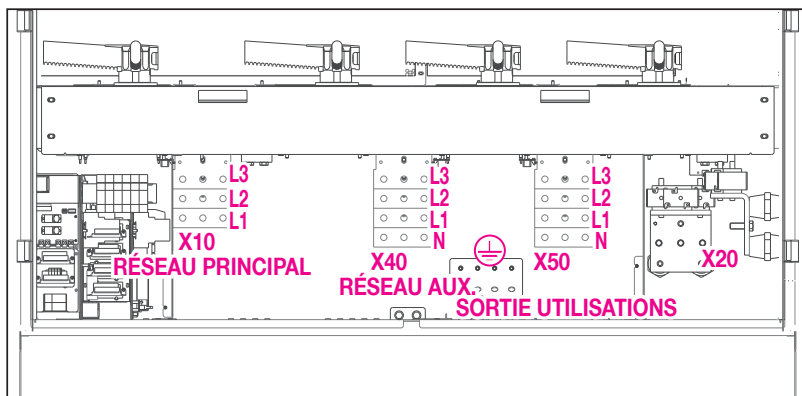 L3
L2
L1
X10
RÉSEAU PRINCIPAL
L3
L2
L1
N
X40
RÉSEAU AUX.
L3
L2
L1
N
X50
SORTIE UTILISATIONS
X20